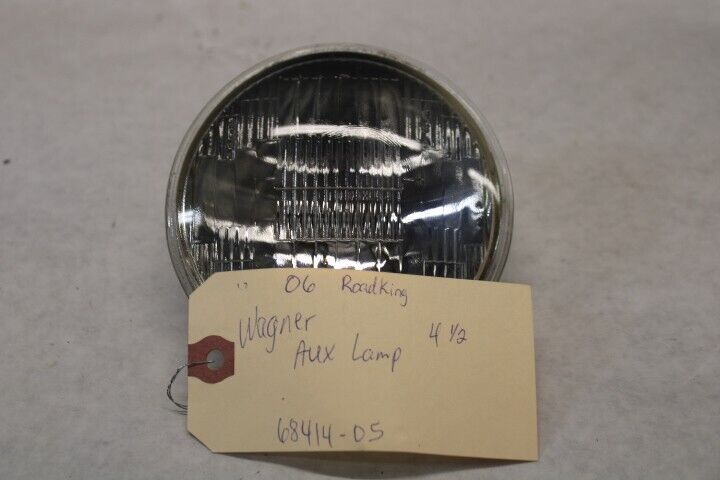 06 RoadKing
Wagner 4 1/2
Aux Lamp
68414-05